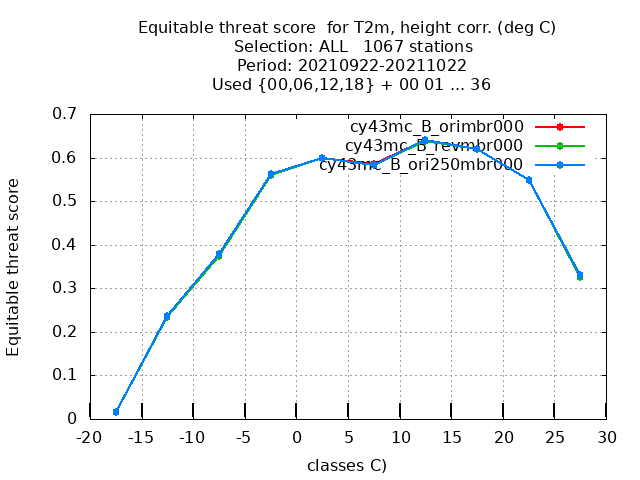 Equitable threat score  for T2m, height corr. (deg C)
Selection: ALL   1067 stations
Period: 20210922-20211022
Used {00,06,12,18} + 00 01 ... 36
cy43mc_B_orimbr000
cy43mc_B_revmbr000
cy43mc_B_ori250mbr000
Equitable threat score
0.7
0.6
0.5
0.4
0.3
0.2
0.1
0
-20 -15 -10 -5 0 5 10 15 20 25 30
classes C)